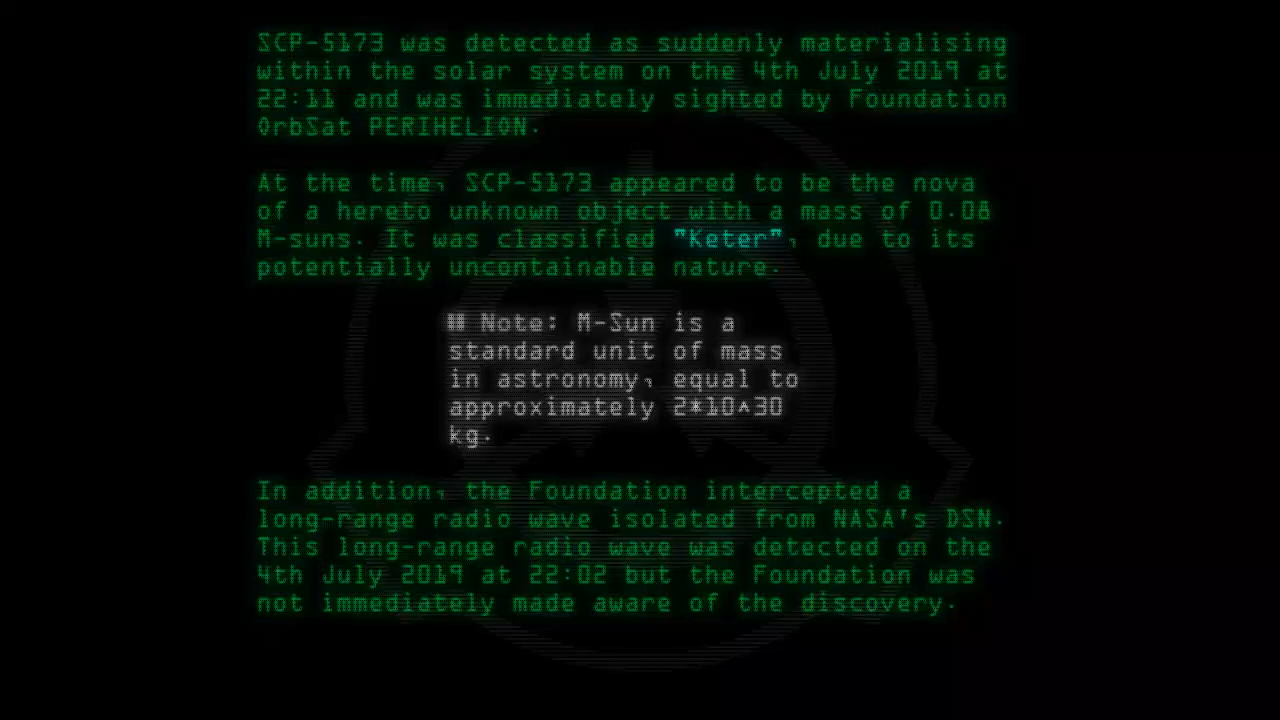 SCP-5173 was detected as suddenly materialising
within the solar system on the 4th July 2019 at
22:11 and was immediately sighted by Foundation
OrbSat PERIHELION.
At the time, SCP-5173 appeared to be the nova
of a hereto unknown object with a mass of 0.08
M-suns. It was classified "Keter", due to its
potentially uncontainable nature.
Note: M-Sun is a
standard unit of mass
in astronomy, equal to
approximately 2*10^30
kg.
In addition, the Foundation intercepted a
long-range radio wave isolated from NASA's DSN.
This long-range radio wave was detected on the
4th July 2019 at 22:02 but the Foundation was
not immediately made aware of the discovery.